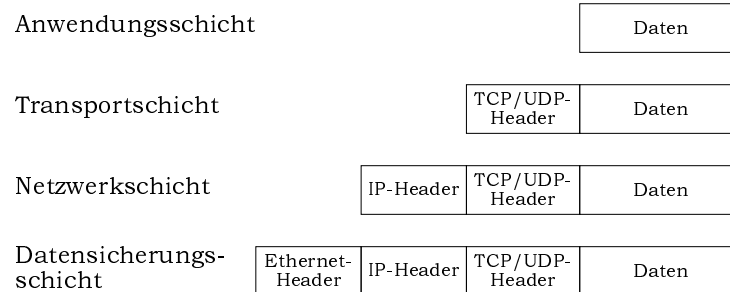 Anwendungsschicht
Daten
Transportschicht
TCP/UDP-
Header
Daten
Netzwerkschicht
IP-Header
TCP/UDP-
Header
Daten
Datensicherungs-
schicht
Ethernet-
Header
IP-Header
TCP/UDP-
Header
Daten